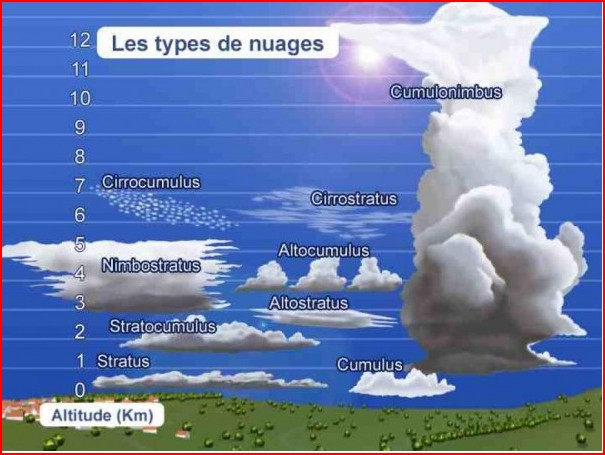 Les types de nuages
12
11
10
9
8
7
6
5
4
3
2
1
0
Cumulonimbus
Cirrocumulus
Cirrostratus
Altocumulus
Nimbostratus
Altostratus
Stratocumulus
Stratus
Cumulus
Altitude (Km)